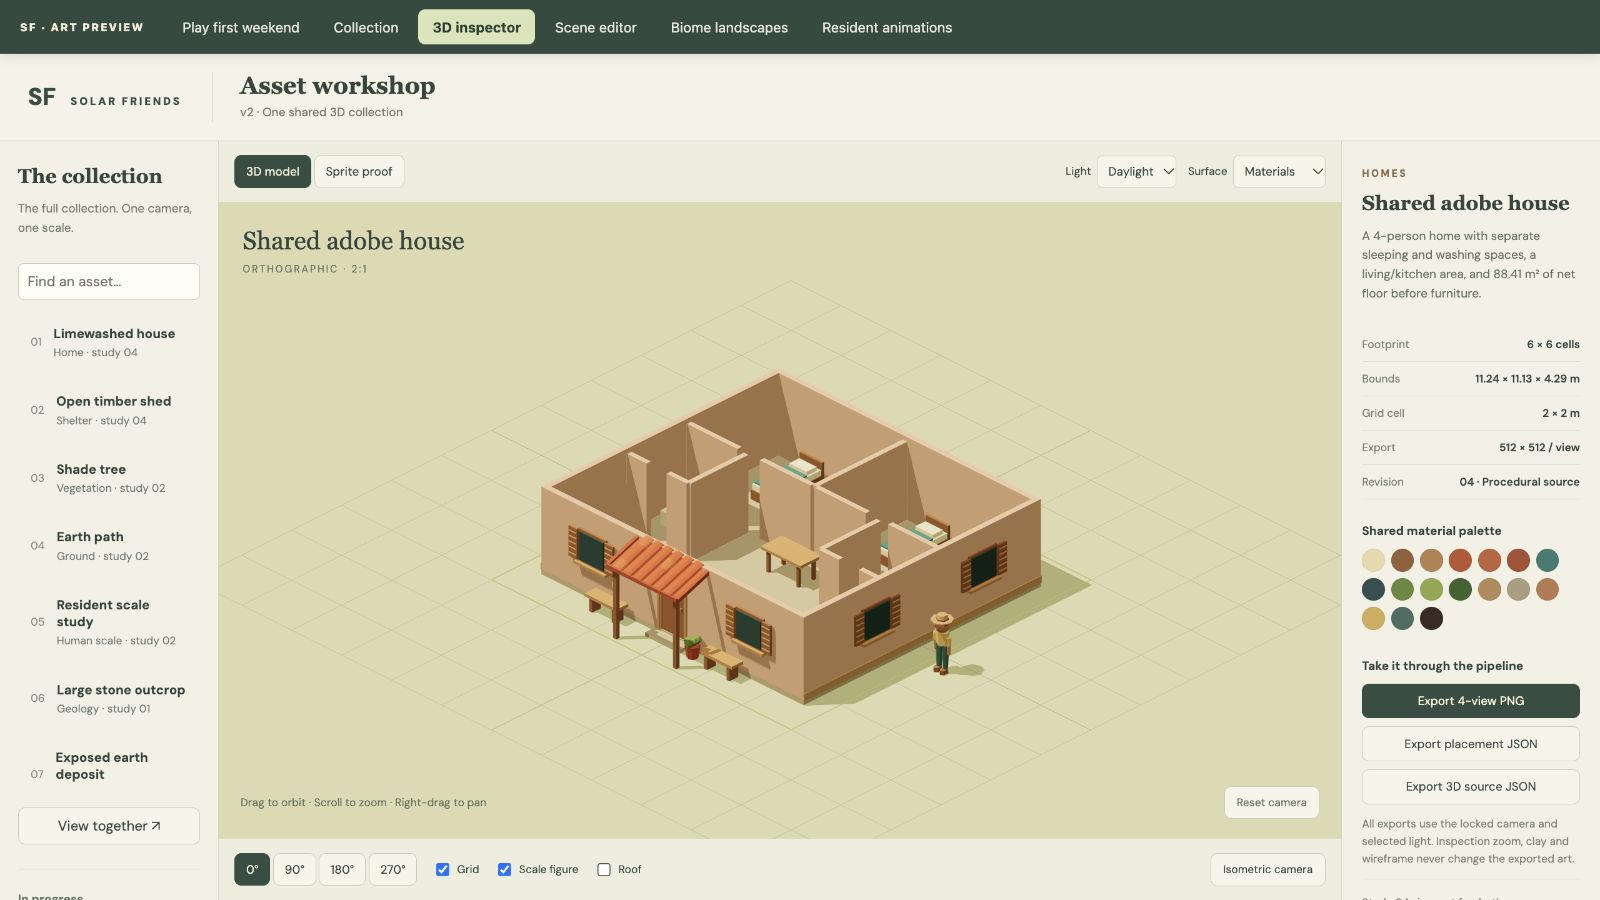 SF · ART PREVIEW
Play first weekend
Collection
3D inspector
Scene editor
Biome landscapes
Resident animations
SF SOLAR FRIENDS
Asset workshop
v2 · One shared 3D collection
The collection
The full collection. One camera,
one scale.
Find an asset...
01 Limewashed house
Home · study 04
02 Open timber shed
Shelter · study 04
03 Shade tree
Vegetation · study 02
04 Earth path
Ground · study 02
05 Resident scale
study
Human scale · study 02
06 Large stone outcrop
Geology · study 01
07 Exposed earth
deposit
View together ↗
In progress
3D model
Sprite proof
Light Daylight
Surface Materials
Shared adobe house
ORTHOGRAPHIC · 2:1
Drag to orbit · Scroll to zoom · Right-drag to pan
Reset camera
0°
90°
180°
270°
Grid
Scale figure
Roof
Isometric camera
HOMES
Shared adobe house
A 4-person home with separate
sleeping and washing spaces, a
living/kitchen area, and 88.41 m² of net
floor before furniture.
Footprint 6 × 6 cells
Bounds 11.24 × 11.13 × 4.29 m
Grid cell 2 × 2 m
Export 512 × 512 / view
Revision 04 · Procedural source
Shared material palette
Take it through the pipeline
Export 4-view PNG
Export placement JSON
Export 3D source JSON
All exports use the locked camera and
selected light. Inspection zoom, clay and
wireframe never change the exported art.